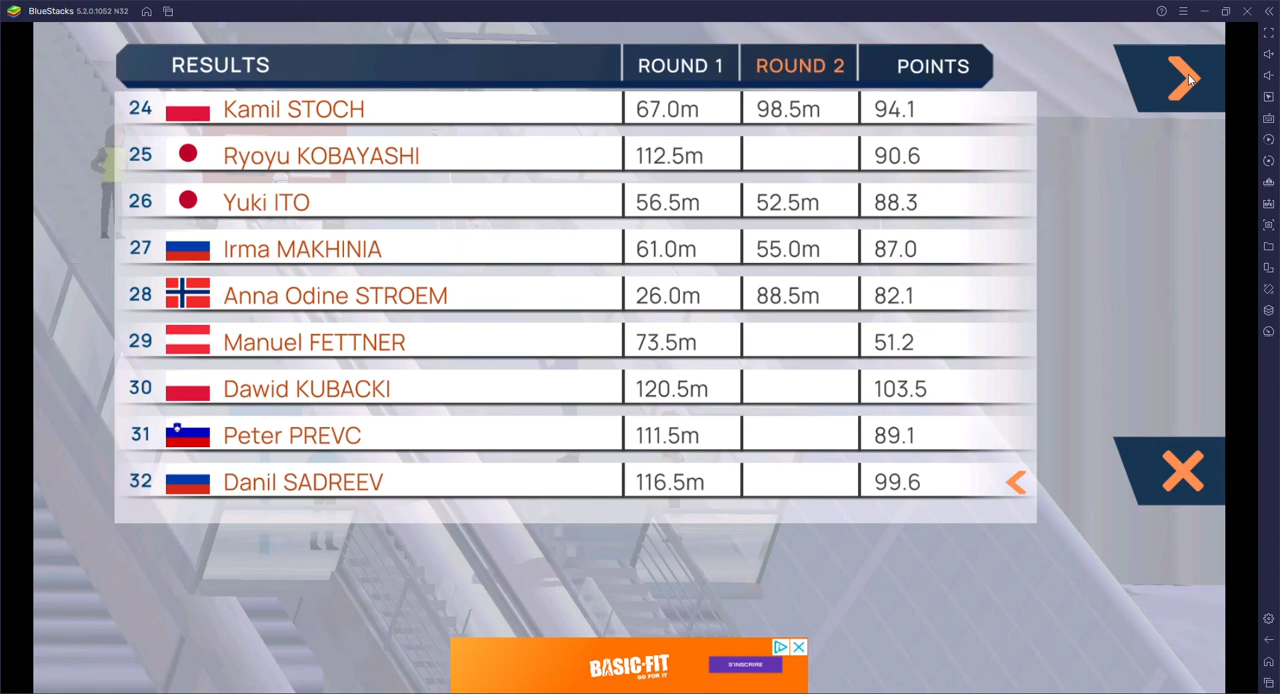 BlueStacks 5.2.0.1052 N32
RESULTS ROUND 1 ROUND 2 POINTS
24 Kamil STOCH 67.0m 98.5m 94.1
25 Ryoyu KOBAYASHI 112.5m 90.6
26 Yuki ITO 56.5m 52.5m 88.3
27 Irma MAKHINIA 61.0m 55.0m 87.0
28 Anna Odine STROEM 26.0m 88.5m 82.1
29 Manuel FETTNER 73.5m 51.2
30 Dawid KUBACKI 120.5m 103.5
31 Peter PREVC 111.5m 89.1
32 Danil SADREEV 116.5m 99.6
BASIC-FIT
GO FOR IT
S'INSCRIRE